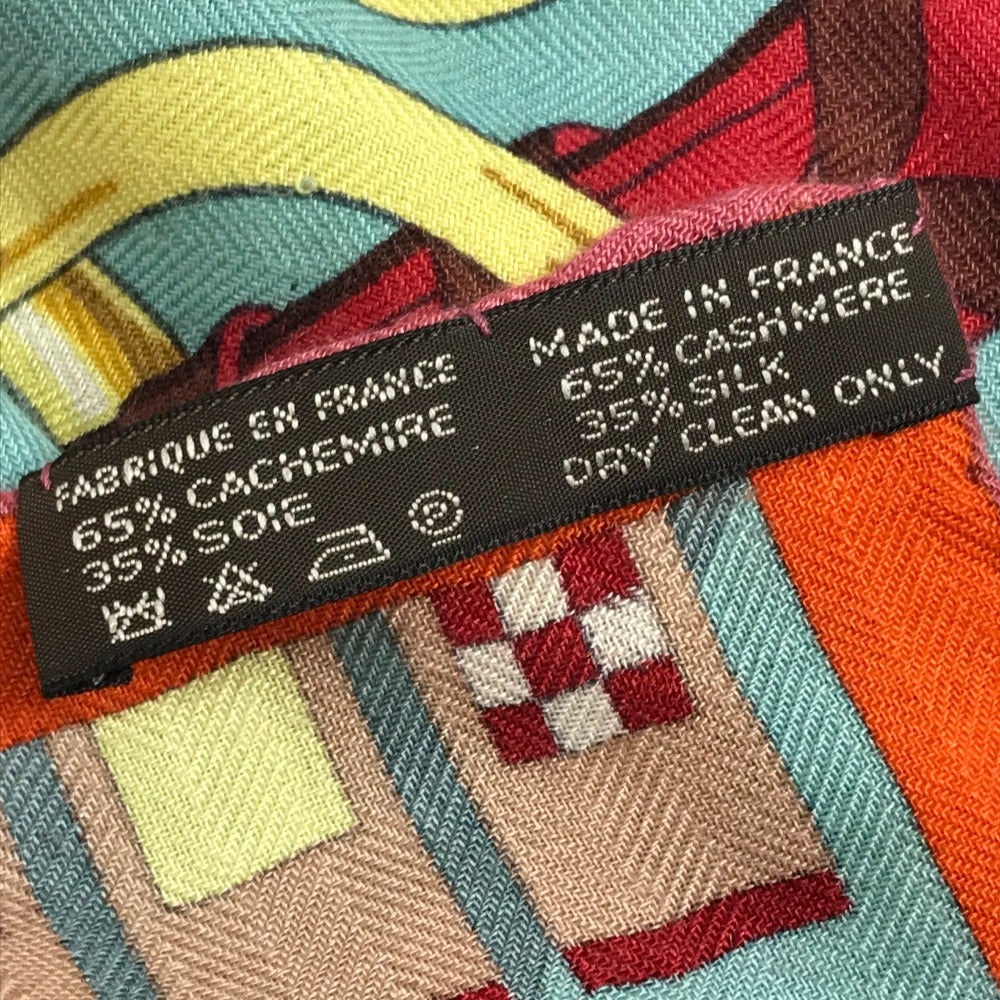 FABRIQUE EN FRANCE
65% CACHEMIRE
35% SOIE
MADE IN FRANCE
65% CASHMERE
35% SILK
DRY CLEAN ONLY